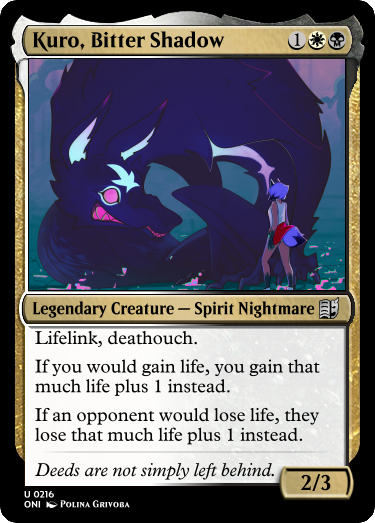 Kuro, Bitter Shadow 1
Legendary Creature — Spirit Nightmare
Lifelink, deathouch.
If you would gain life, you gain that
much life plus 1 instead.
If an opponent would lose life, they
lose that much life plus 1 instead.
Deeds are not simply left behind.
2/3
U 0216
ONI Polina Grivoba